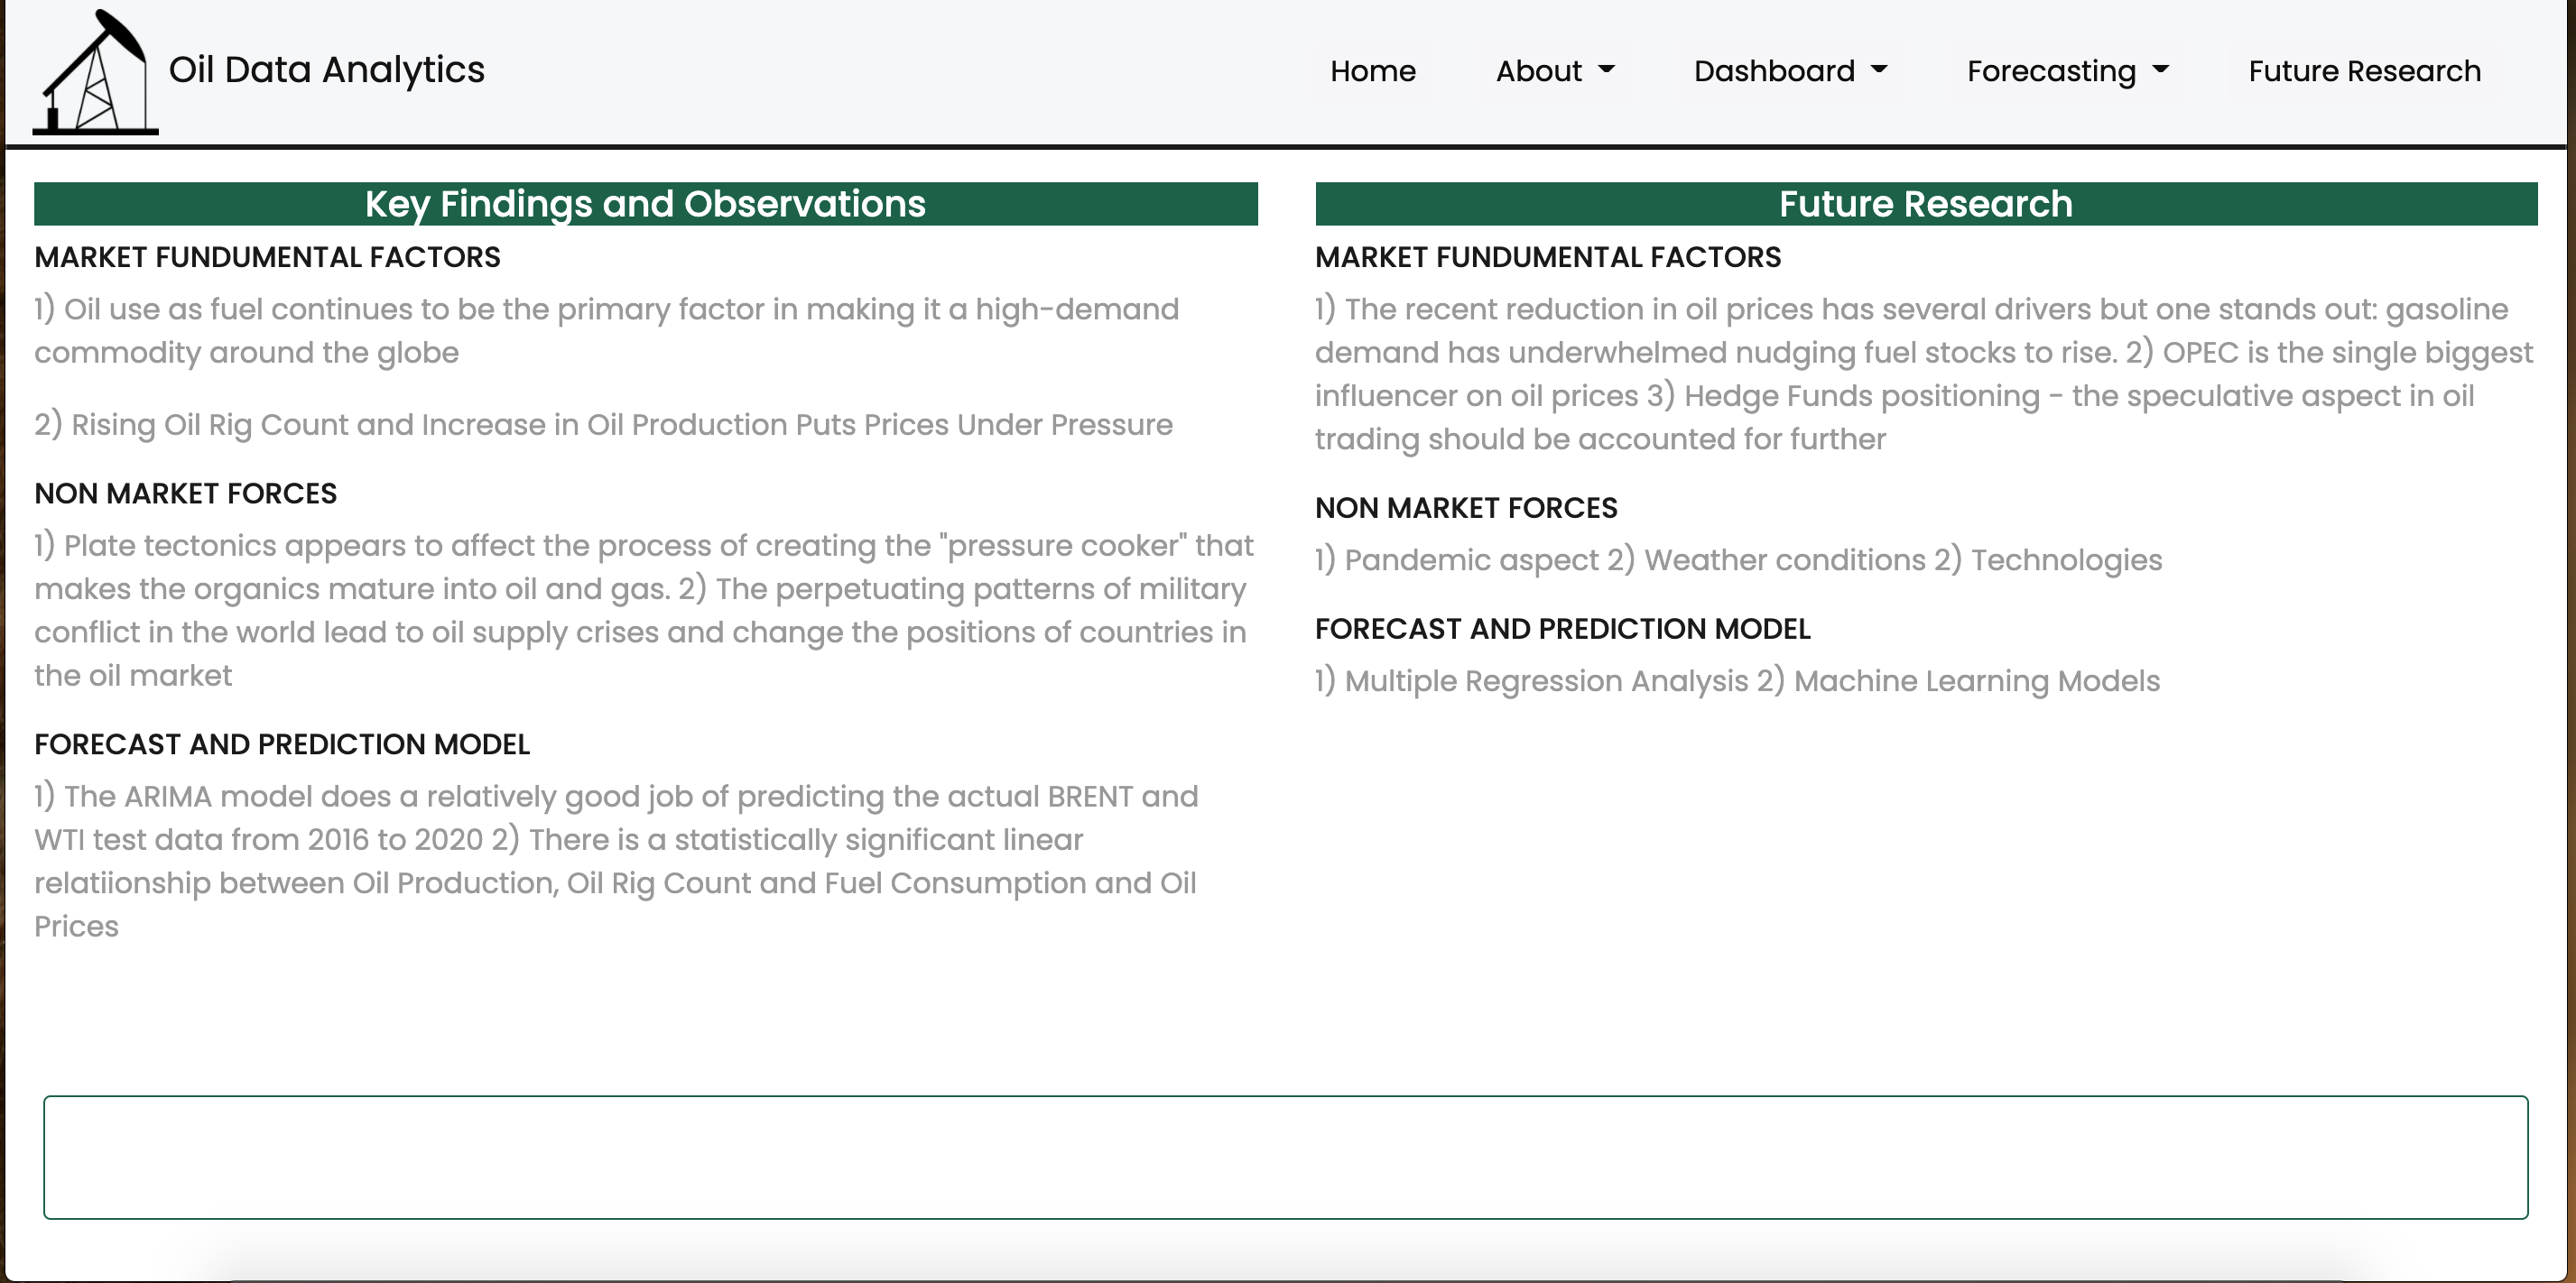 Oil Data Analytics
Home
About
Dashboard
Forecasting
Future Research
Key Findings and Observations
MARKET FUNDUMENTAL FACTORS
1) Oil use as fuel continues to be the primary factor in making it a high-demand
commodity around the globe
2) Rising Oil Rig Count and Increase in Oil Production Puts Prices Under Pressure
NON MARKET FORCES
1) Plate tectonics appears to affect the process of creating the "pressure cooker" that
makes the organics mature into oil and gas. 2) The perpetuating patterns of military
conflict in the world lead to oil supply crises and change the positions of countries in
the oil market
FORECAST AND PREDICTION MODEL
1) The ARIMA model does a relatively good job of predicting the actual BRENT and
WTI test data from 2016 to 2020 2) There is a statistically significant linear
relatiionship between Oil Production, Oil Rig Count and Fuel Consumption and Oil
Prices
Future Research
MARKET FUNDUMENTAL FACTORS
1) The recent reduction in oil prices has several drivers but one stands out: gasoline
demand has underwhelmed nudging fuel stocks to rise. 2) OPEC is the single biggest
influencer on oil prices 3) Hedge Funds positioning - the speculative aspect in oil
trading should be accounted for further
NON MARKET FORCES
1) Pandemic aspect 2) Weather conditions 2) Technologies
FORECAST AND PREDICTION MODEL
1) Multiple Regression Analysis 2) Machine Learning Models